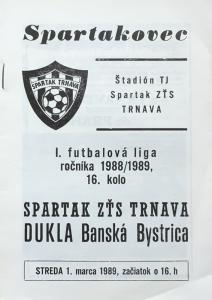 Spartakovec
SPARTAK TRNAVA
Štadión TJ
Spartak ZŤS
TRNAVA
I. futbalová liga
ročníka 1988/1989,
16. kolo
SPARTAK ZŤS TRNAVA
DUKLA Banská Bystrica
STREDA 1. marca 1989, začiatok o 16. h